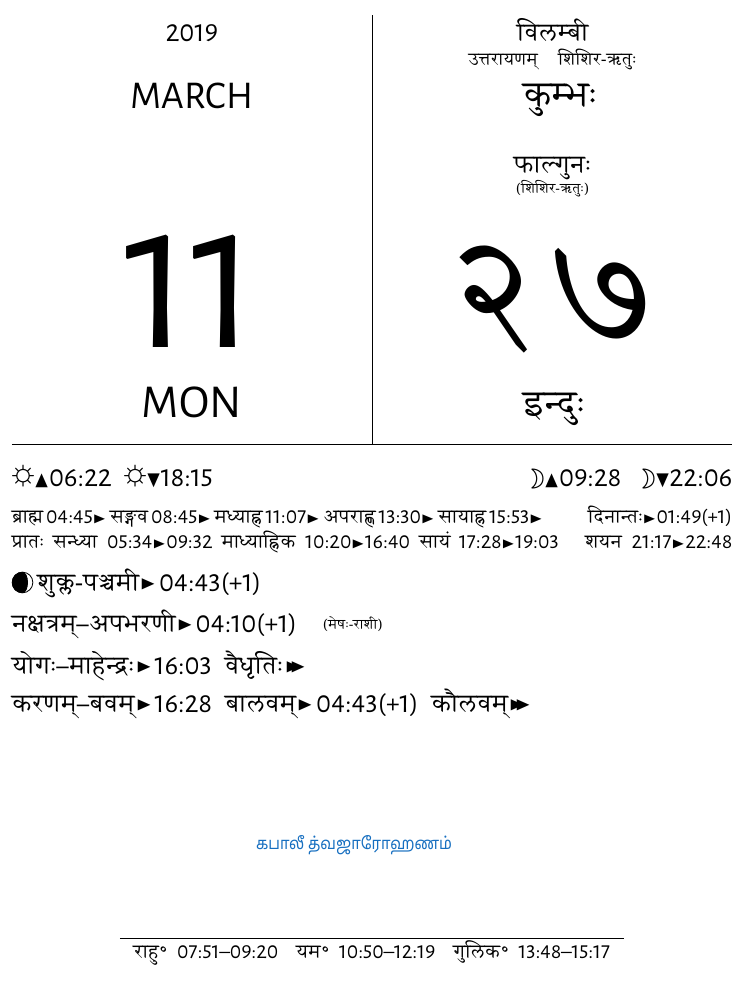 2019
MARCH
11
MON
विलम्बी
उत्तरायणम् शिशिर-ऋतुः
कुम्भः
फाल्गुनः
(शिशिर-ऋतुः)
२७
इन्दुः
☼▲06:22 ☼▼18:15 ☽▲09:28 ☽▼22:06
ब्राह्म 04:45► सङ्गव 08:45► मध्याह्न 11:07► अपराह्ण 13:30► सायाह्न 15:53► दिनान्तः►01:49(+1)
प्रातः सन्ध्या 05:34►09:32 माध्याह्निक 10:20►16:40 सायं 17:28►19:03 शयन 21:17►22:48
शुक्ल-पञ्चमी► 04:43(+1)
नक्षत्रम्–अपभरणी► 04:10(+1) (मेषः-राशी)
योगः–माहेन्द्रः►16:03 वैधृतिः►►
करणम्–बवम्►16:28 बालवम्► 04:43(+1) कौलवम्►►
கபாலீ த்வஜாரோஹணம்
राहु॰ 07:51–09:20 यम॰ 10:50–12:19 गुलिक॰ 13:48–15:17